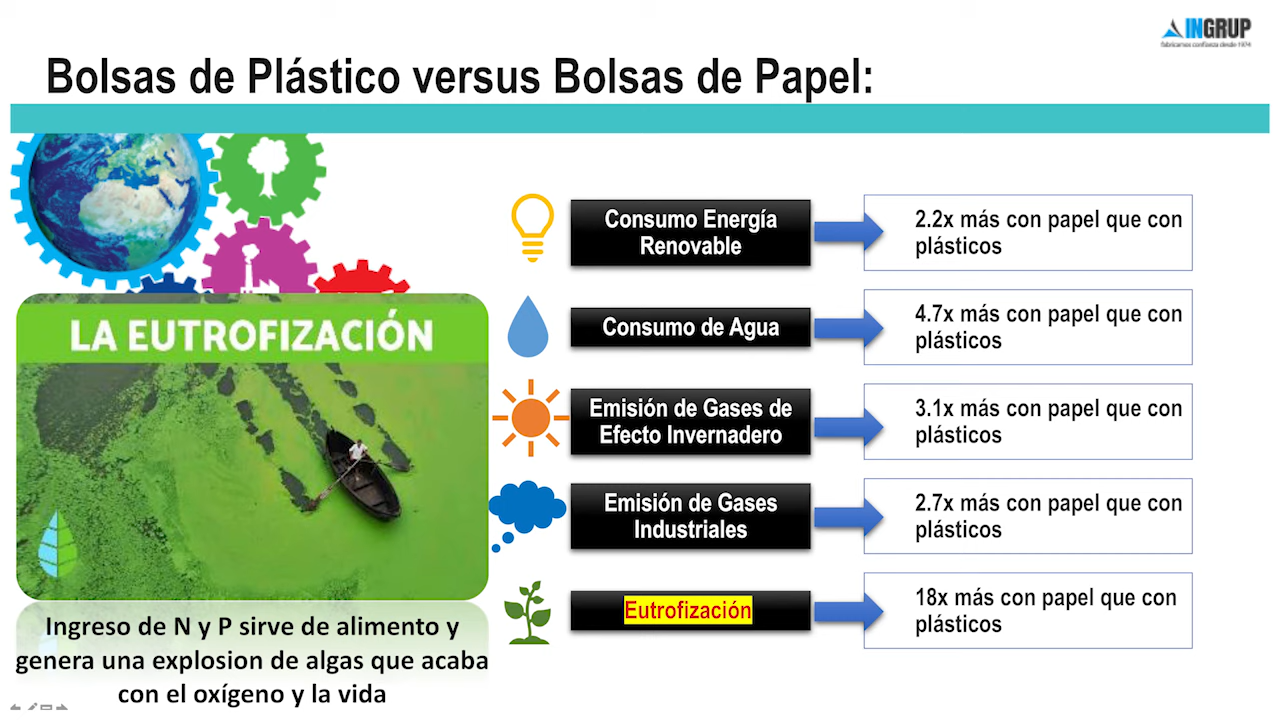 INGRUP
fabricamos confianza desde 1974
Bolsas de Plástico versus Bolsas de Papel:
LA EUTROFIZACIÓN
Ingreso de N y P sirve de alimento y
genera una explosion de algas que acaba
con el oxígeno y la vida
Consumo Energía
Renovable
2.2x más con papel que con
plásticos
Consumo de Agua
4.7x más con papel que con
plásticos
Emisión de Gases de
Efecto Invernadero
3.1x más con papel que con
plásticos
Emisión de Gases
Industriales
2.7x más con papel que con
plásticos
Eutrofización
18x más con papel que con
plásticos